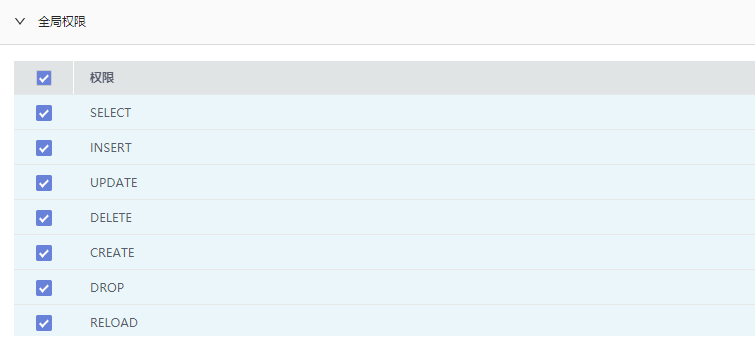 全局权限
权限
SELECT
INSERT
UPDATE
DELETE
CREATE
DROP
RELOAD